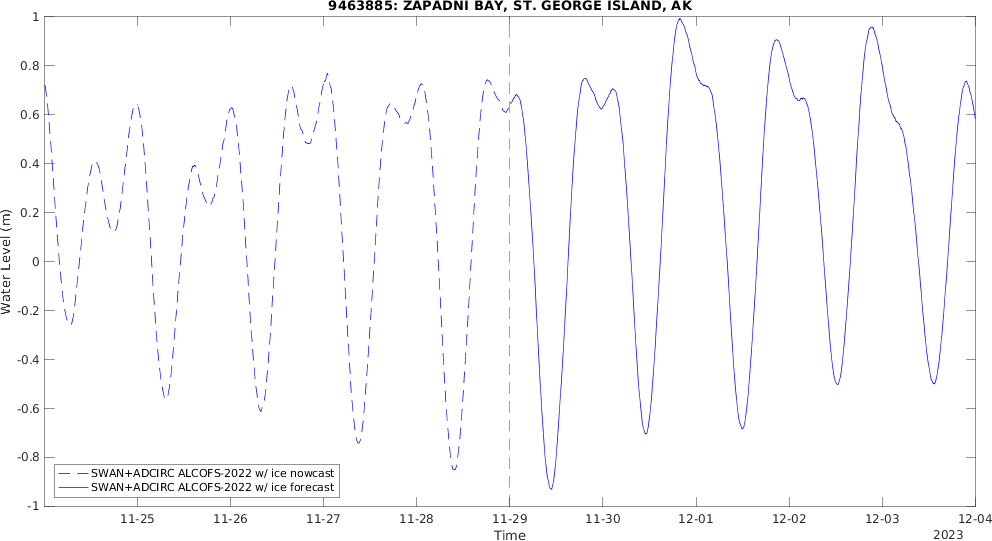 9463885: ZAPADNI BAY, ST. GEORGE ISLAND, AK
1
0.8
0.6
0.4
0.2
0
-0.2
-0.4
-0.6
-0.8
-1
Water Level (m)
SWAN+ADCIRC ALCOFS-2022 w/ ice nowcast
SWAN+ADCIRC ALCOFS-2022 w/ ice forecast
11-25 11-26 11-27 11-28 11-29 11-30 12-01 12-02 12-03 12-04
Time
2023